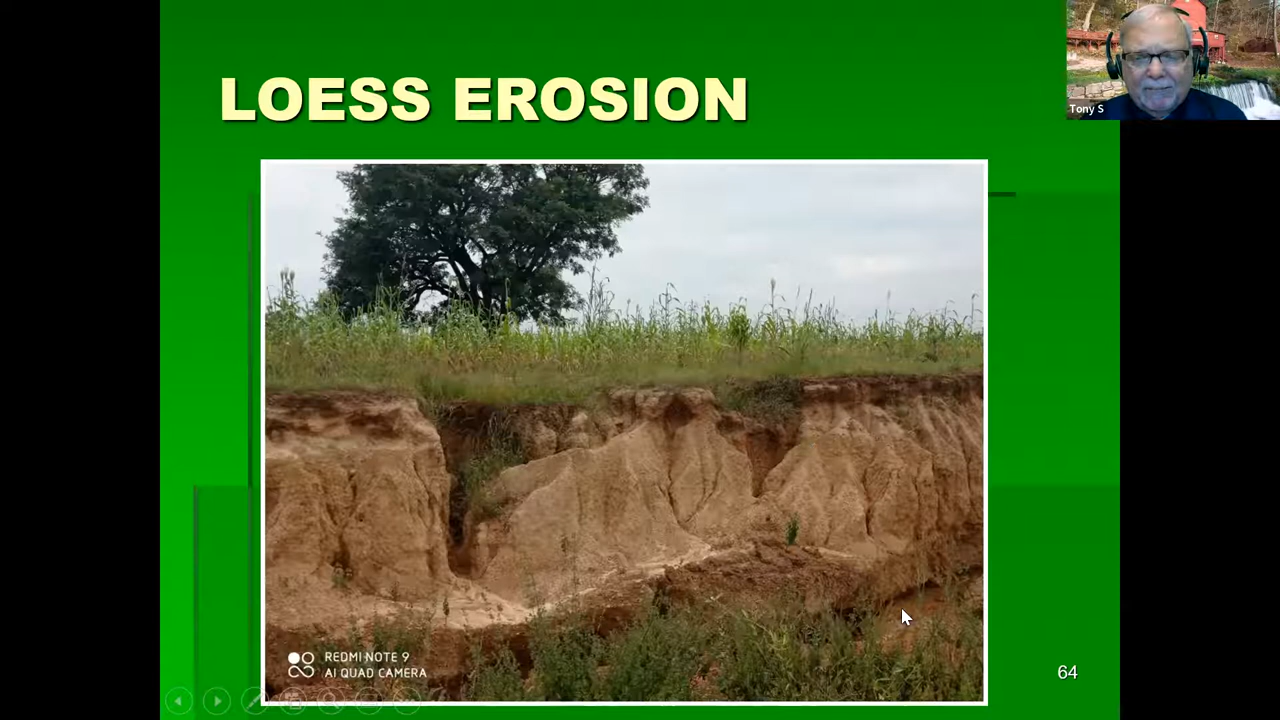 LOESS EROSION
Tony S
REDMI NOTE 9
AI QUAD CAMERA
64